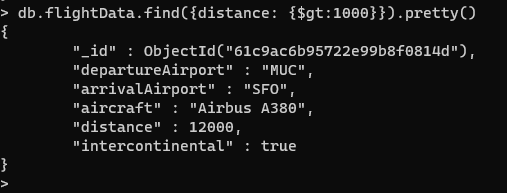 > db.flightData.find({distance: {$gt:1000}}).pretty()
{
        "_id" : ObjectId("61c9ac6b95722e99b8f0814d"),
        "departureAirport" : "MUC",
        "arrivalAirport" : "SFO",
        "aircraft" : "Airbus A380",
        "distance" : 12000,
        "intercontinental" : true
}
>